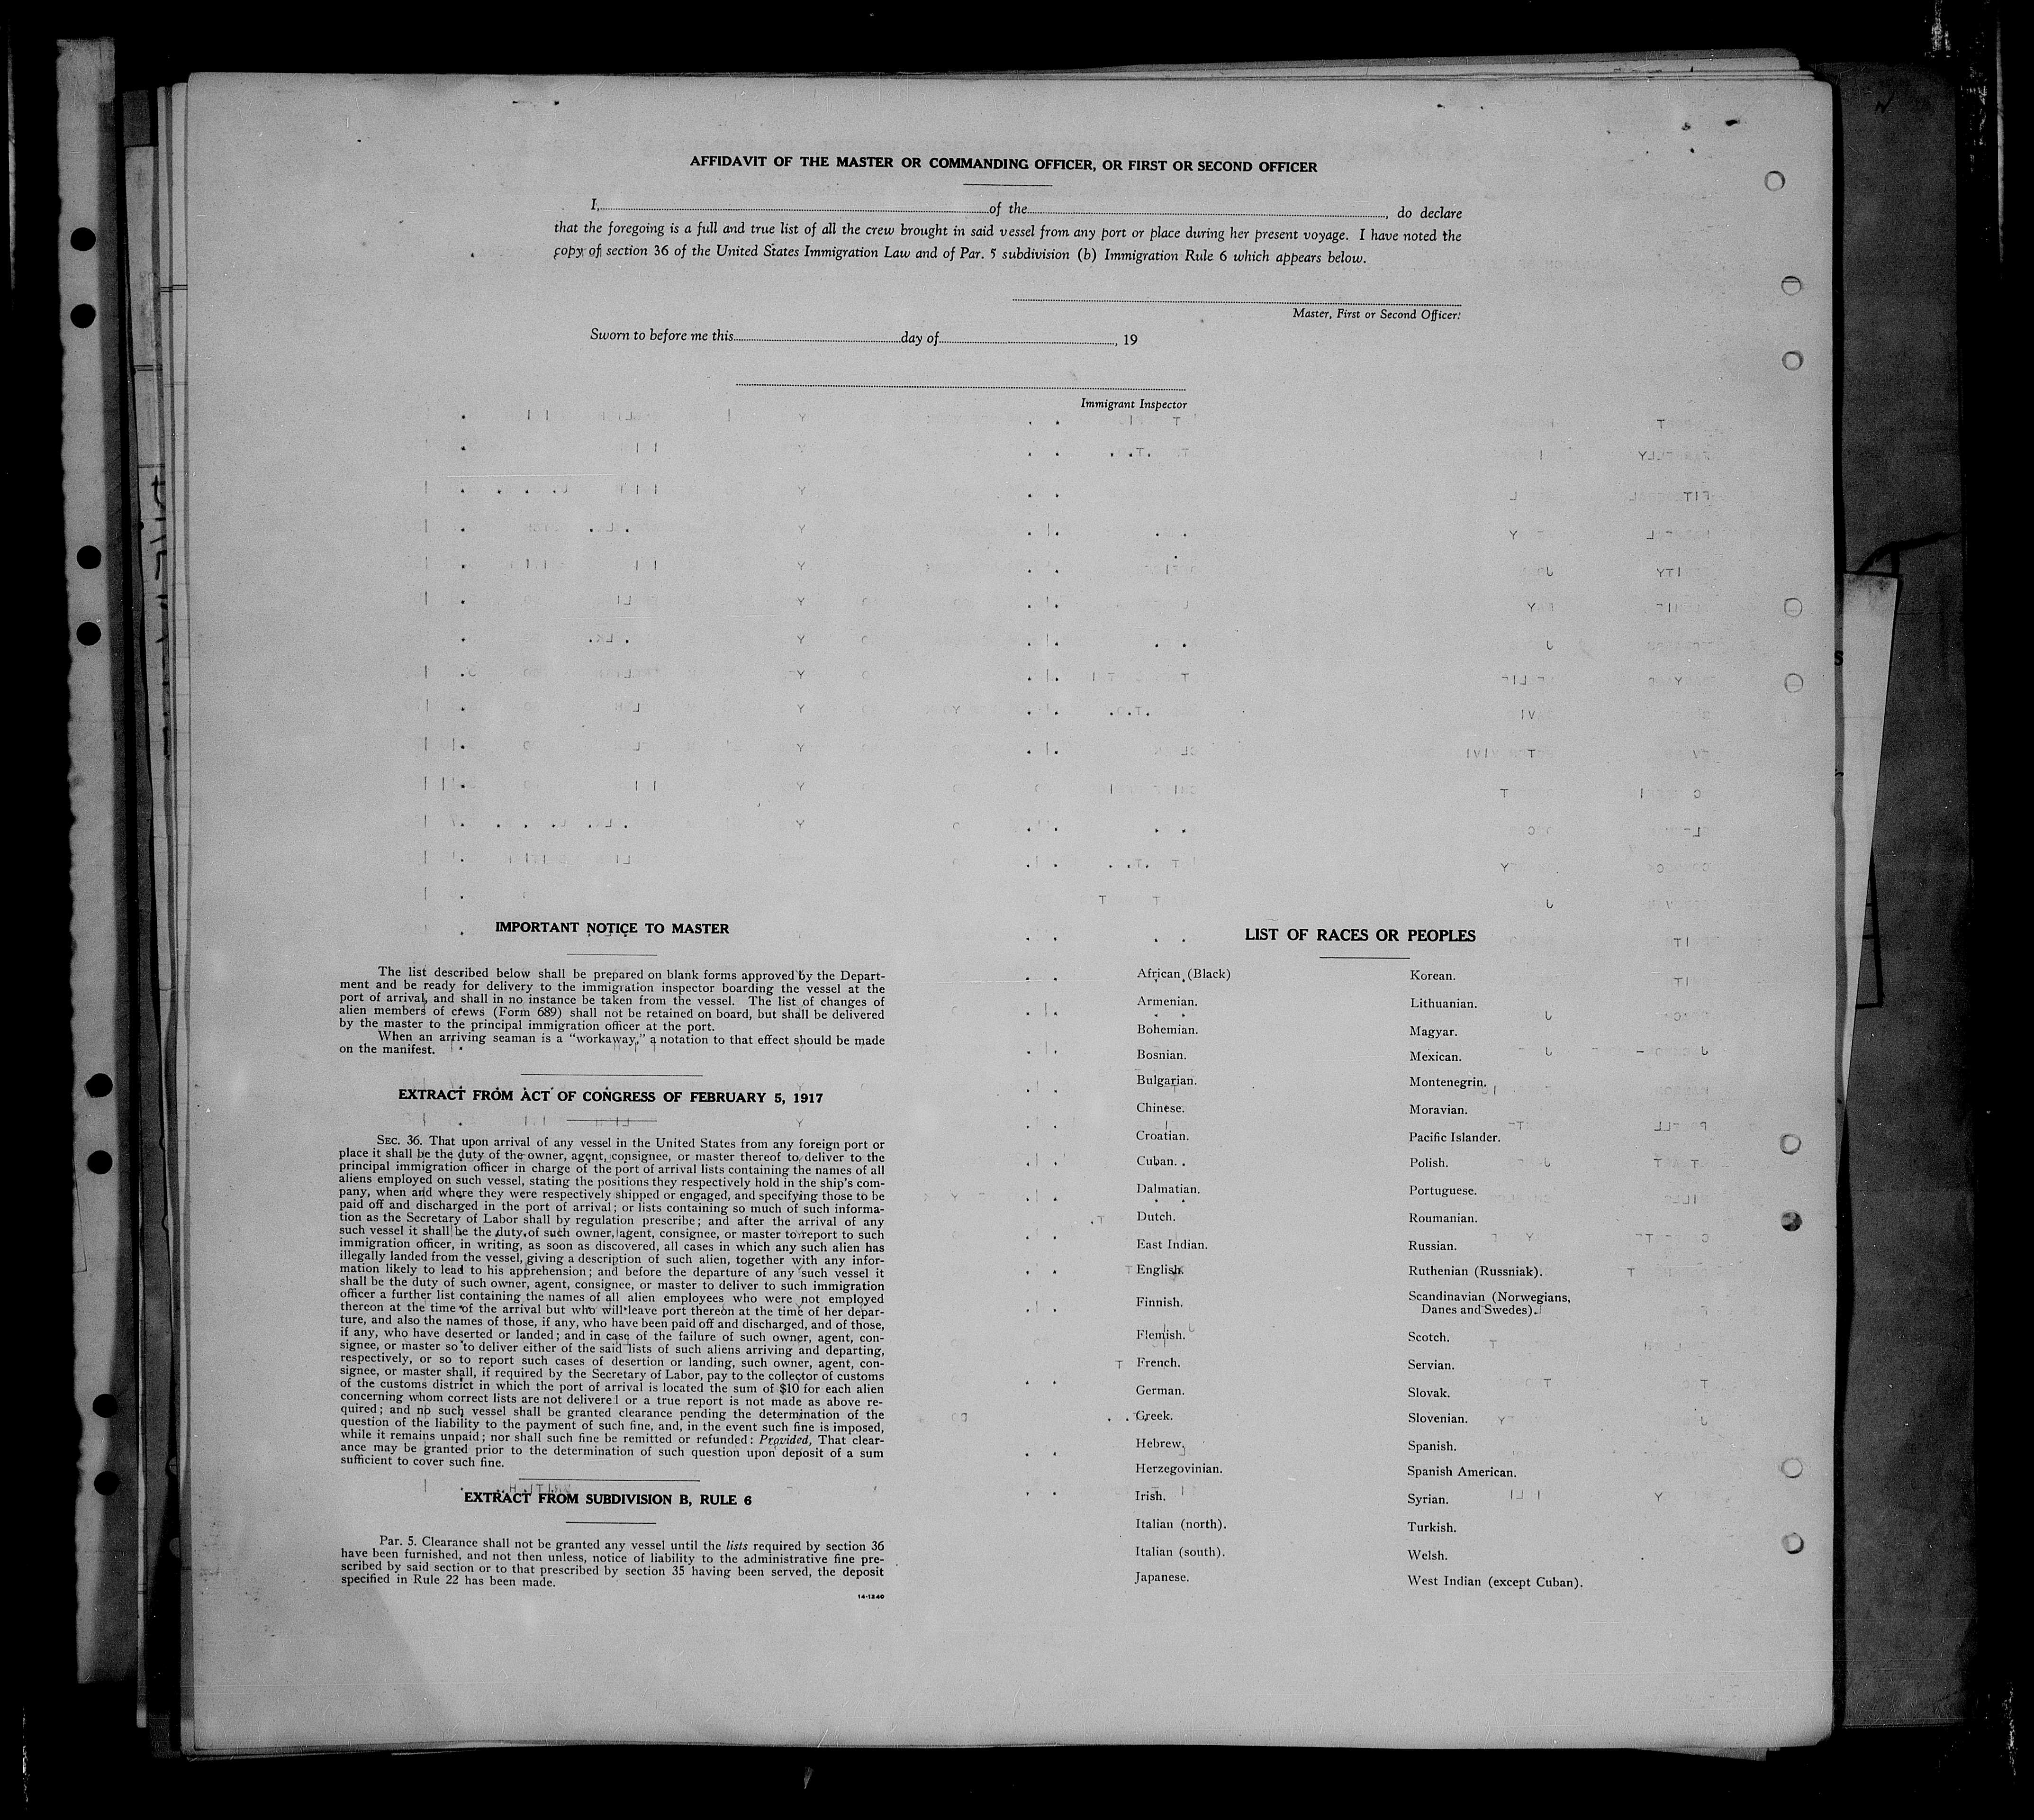 AFFIDAVIT OF THE MASTER OR COMMANDING OFFICER, OR FIRST OR SECOND OFFICER
I, of the , do declare
that the foregoing is a full and true list of all the crew brought in said vessel from any port or place during her present voyage. I have noted the
copy of section 36 of the United States Immigration Law and of Par. 5 subdivision (b) Immigration Rule 6 which appears below.
Master, First or Second Officer.
Sworn to before me this day of , 19
Immigrant Inspector
IMPORTANT NOTICE TO MASTER
The list described below shall be prepared on blank forms approved by the Depart-
ment and be ready for delivery to the immigration inspector boarding the vessel at the
port of arrival, and shall in no instance be taken from the vessel. The list of changes of
alien members of crews (Form 689) shall not be retained on board, but shall be delivered
by the master to the principal immigration officer at the port.
When an arriving seaman is a "workaway," a notation to that effect should be made
on the manifest.
EXTRACT FROM ACT OF CONGRESS OF FEBRUARY 5, 1917
SEC. 36. That upon arrival of any vessel in the United States from any foreign port or
place it shall be the duty of the owner, agent, consignee, or master thereof to deliver to the
principal immigration officer in charge of the port of arrival lists containing the names of all
aliens employed on such vessel, stating the positions they respectively hold in the ship's com-
pany, when and where they were respectively shipped or engaged, and specifying those to be
paid off and discharged in the port of arrival; or lists containing so much of such informa-
tion as the Secretary of Labor shall by regulation prescribe; and after the arrival of any
such vessel it shall be the duty of such owner, agent, consignee, or master to report to such
immigration officer, in writing, as soon as discovered, all cases in which any such alien has
illegally landed from the vessel, giving a description of such alien, together with any infor-
mation likely to lead to his apprehension; and before the departure of any such vessel it
shall be the duty of such owner, agent, consignee, or master to deliver to such immigration
officer a further list containing the names of all alien employees who were not employed
thereon at the time of the arrival but who will leave port thereon at the time of her depar-
ture, and also the names of those, if any, who have been paid off and discharged, and of those,
if any, who have deserted or landed; and in case of the failure of such owner, agent, con-
signee, or master so to deliver either of the said lists of such aliens arriving and departing,
respectively, or so to report such cases of desertion or landing, such owner, agent, con-
signee, or master shall, if required by the Secretary of Labor, pay to the collector of customs
of the customs district in which the port of arrival is located the sum of $10 for each alien
concerning whom correct lists are not delivered or a true report is not made as above re-
quired; and no such vessel shall be granted clearance pending the determination of the
question of the liability to the payment of such fine, and, in the event such fine is imposed,
while it remains unpaid; nor shall such fine be remitted or refunded: Provided, That clear-
ance may be granted prior to the determination of such question upon deposit of a sum
sufficient to cover such fine.
EXTRACT FROM SUBDIVISION B, RULE 6
Par. 5. Clearance shall not be granted any vessel until the lists required by section 36
have been furnished, and not then unless, notice of liability to the administrative fine pre-
scribed by said section or to that prescribed by section 35 having been served, the deposit
specified in Rule 22 has been made.
14-1240
LIST OF RACES OR PEOPLES
African (Black)
Armenian.
Bohemian.
Bosnian.
Bulgarian.
Chinese.
Croatian.
Cuban.
Dalmatian.
Dutch.
East Indian.
English.
Finnish.
Flemish.
French.
German.
Greek.
Hebrew.
Herzegovinian.
Irish.
Italian (north).
Italian (south).
Japanese.
Korean.
Lithuanian.
Magyar.
Mexican.
Montenegrin.
Moravian.
Pacific Islander.
Polish.
Portuguese.
Roumanian.
Russian.
Ruthenian (Russniak).
Scandinavian (Norwegians,
Danes and Swedes).
Scotch.
Servian.
Slovak.
Slovenian.
Spanish.
Spanish American.
Syrian.
Turkish.
Welsh.
West Indian (except Cuban).